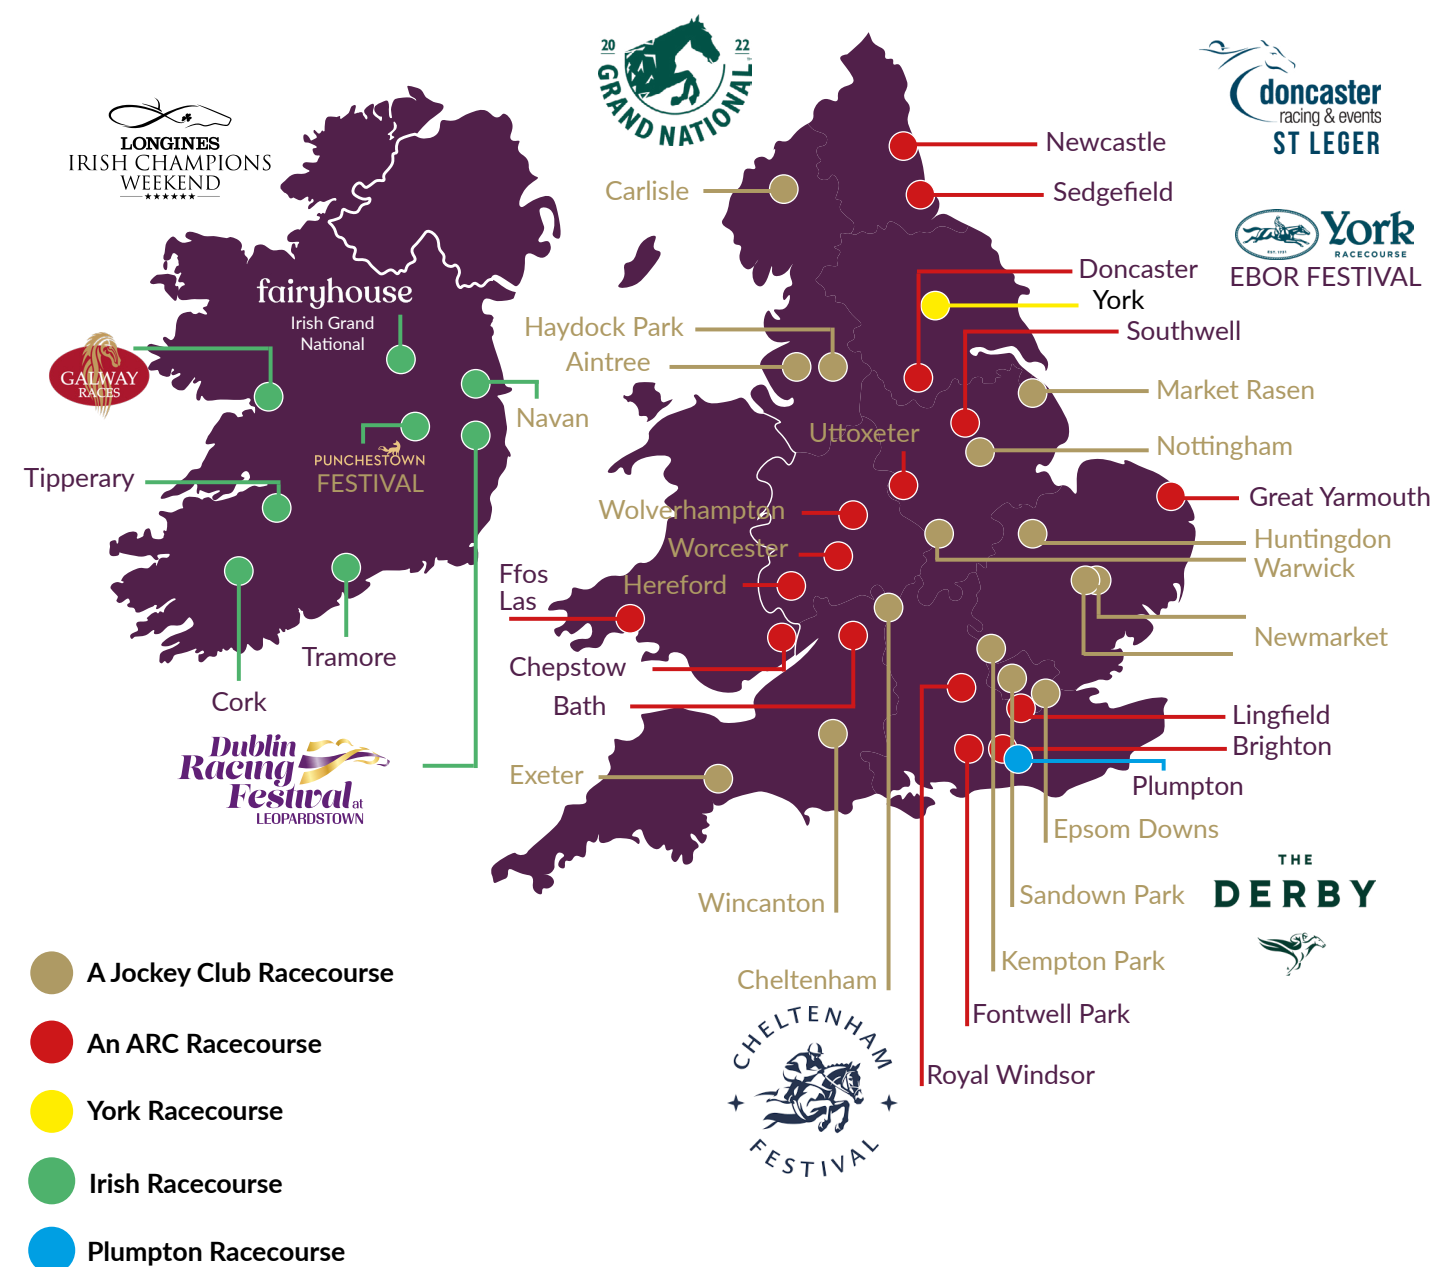 20 22
GRAND NATIONAL
doncaster
racing & events
ST LEGER
LONGINES
IRISH CHAMPIONS
WEEKEND
Newcastle
Carlisle
Sedgefield
York
RACECOURSE
EBOR FESTIVAL
Doncaster
York
fairyhouse
Irish Grand
National
Haydock Park
Southwell
Aintree
GALWAY
RACES
Navan
Market Rasen
Uttoxeter
Nottingham
PUNCHESTOWN
FESTIVAL
Tipperary
Great Yarmouth
Wolverhampton
Huntingdon
Worcester
Warwick
Ffos
Las
Hereford
Newmarket
Tramore
Chepstow
Cork
Bath
Lingfield
Brighton
Dublin
Racing
Festival at
LEOPARDSTOWN
Exeter
Plumpton
Epsom Downs
THE
DERBY
Sandown Park
Wincanton
Kempton Park
Cheltenham
Fontwell Park
CHELTENHAM
FESTIVAL
Royal Windsor
A Jockey Club Racecourse
An ARC Racecourse
York Racecourse
Irish Racecourse
Plumpton Racecourse